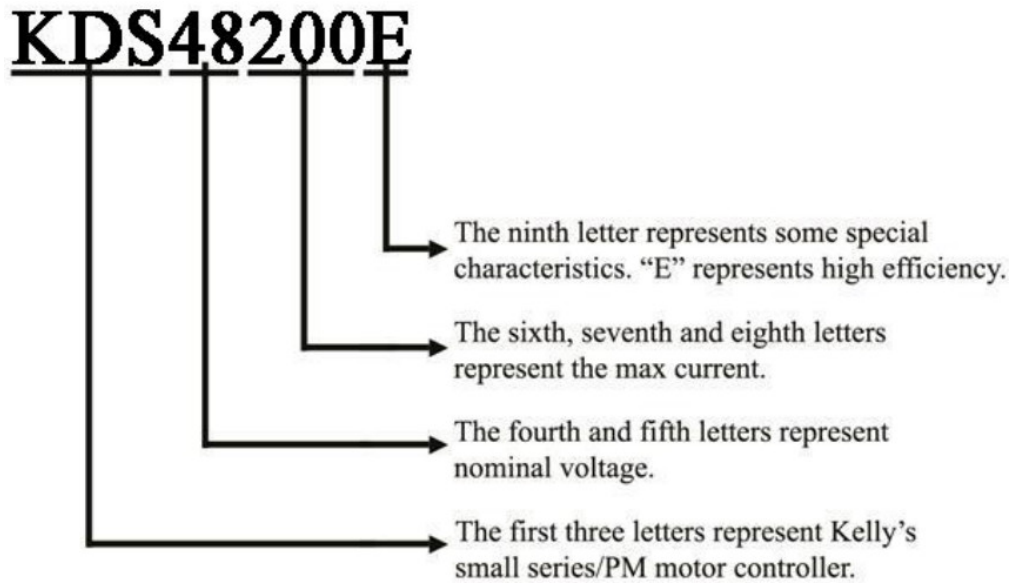 KDS48200E
The ninth letter represents some special
characteristics. “E” represents high efficiency.
The sixth, seventh and eighth letters
represent the max current.
The fourth and fifth letters represent
nominal voltage.
The first three letters represent Kelly’s
small series/PM motor controller.